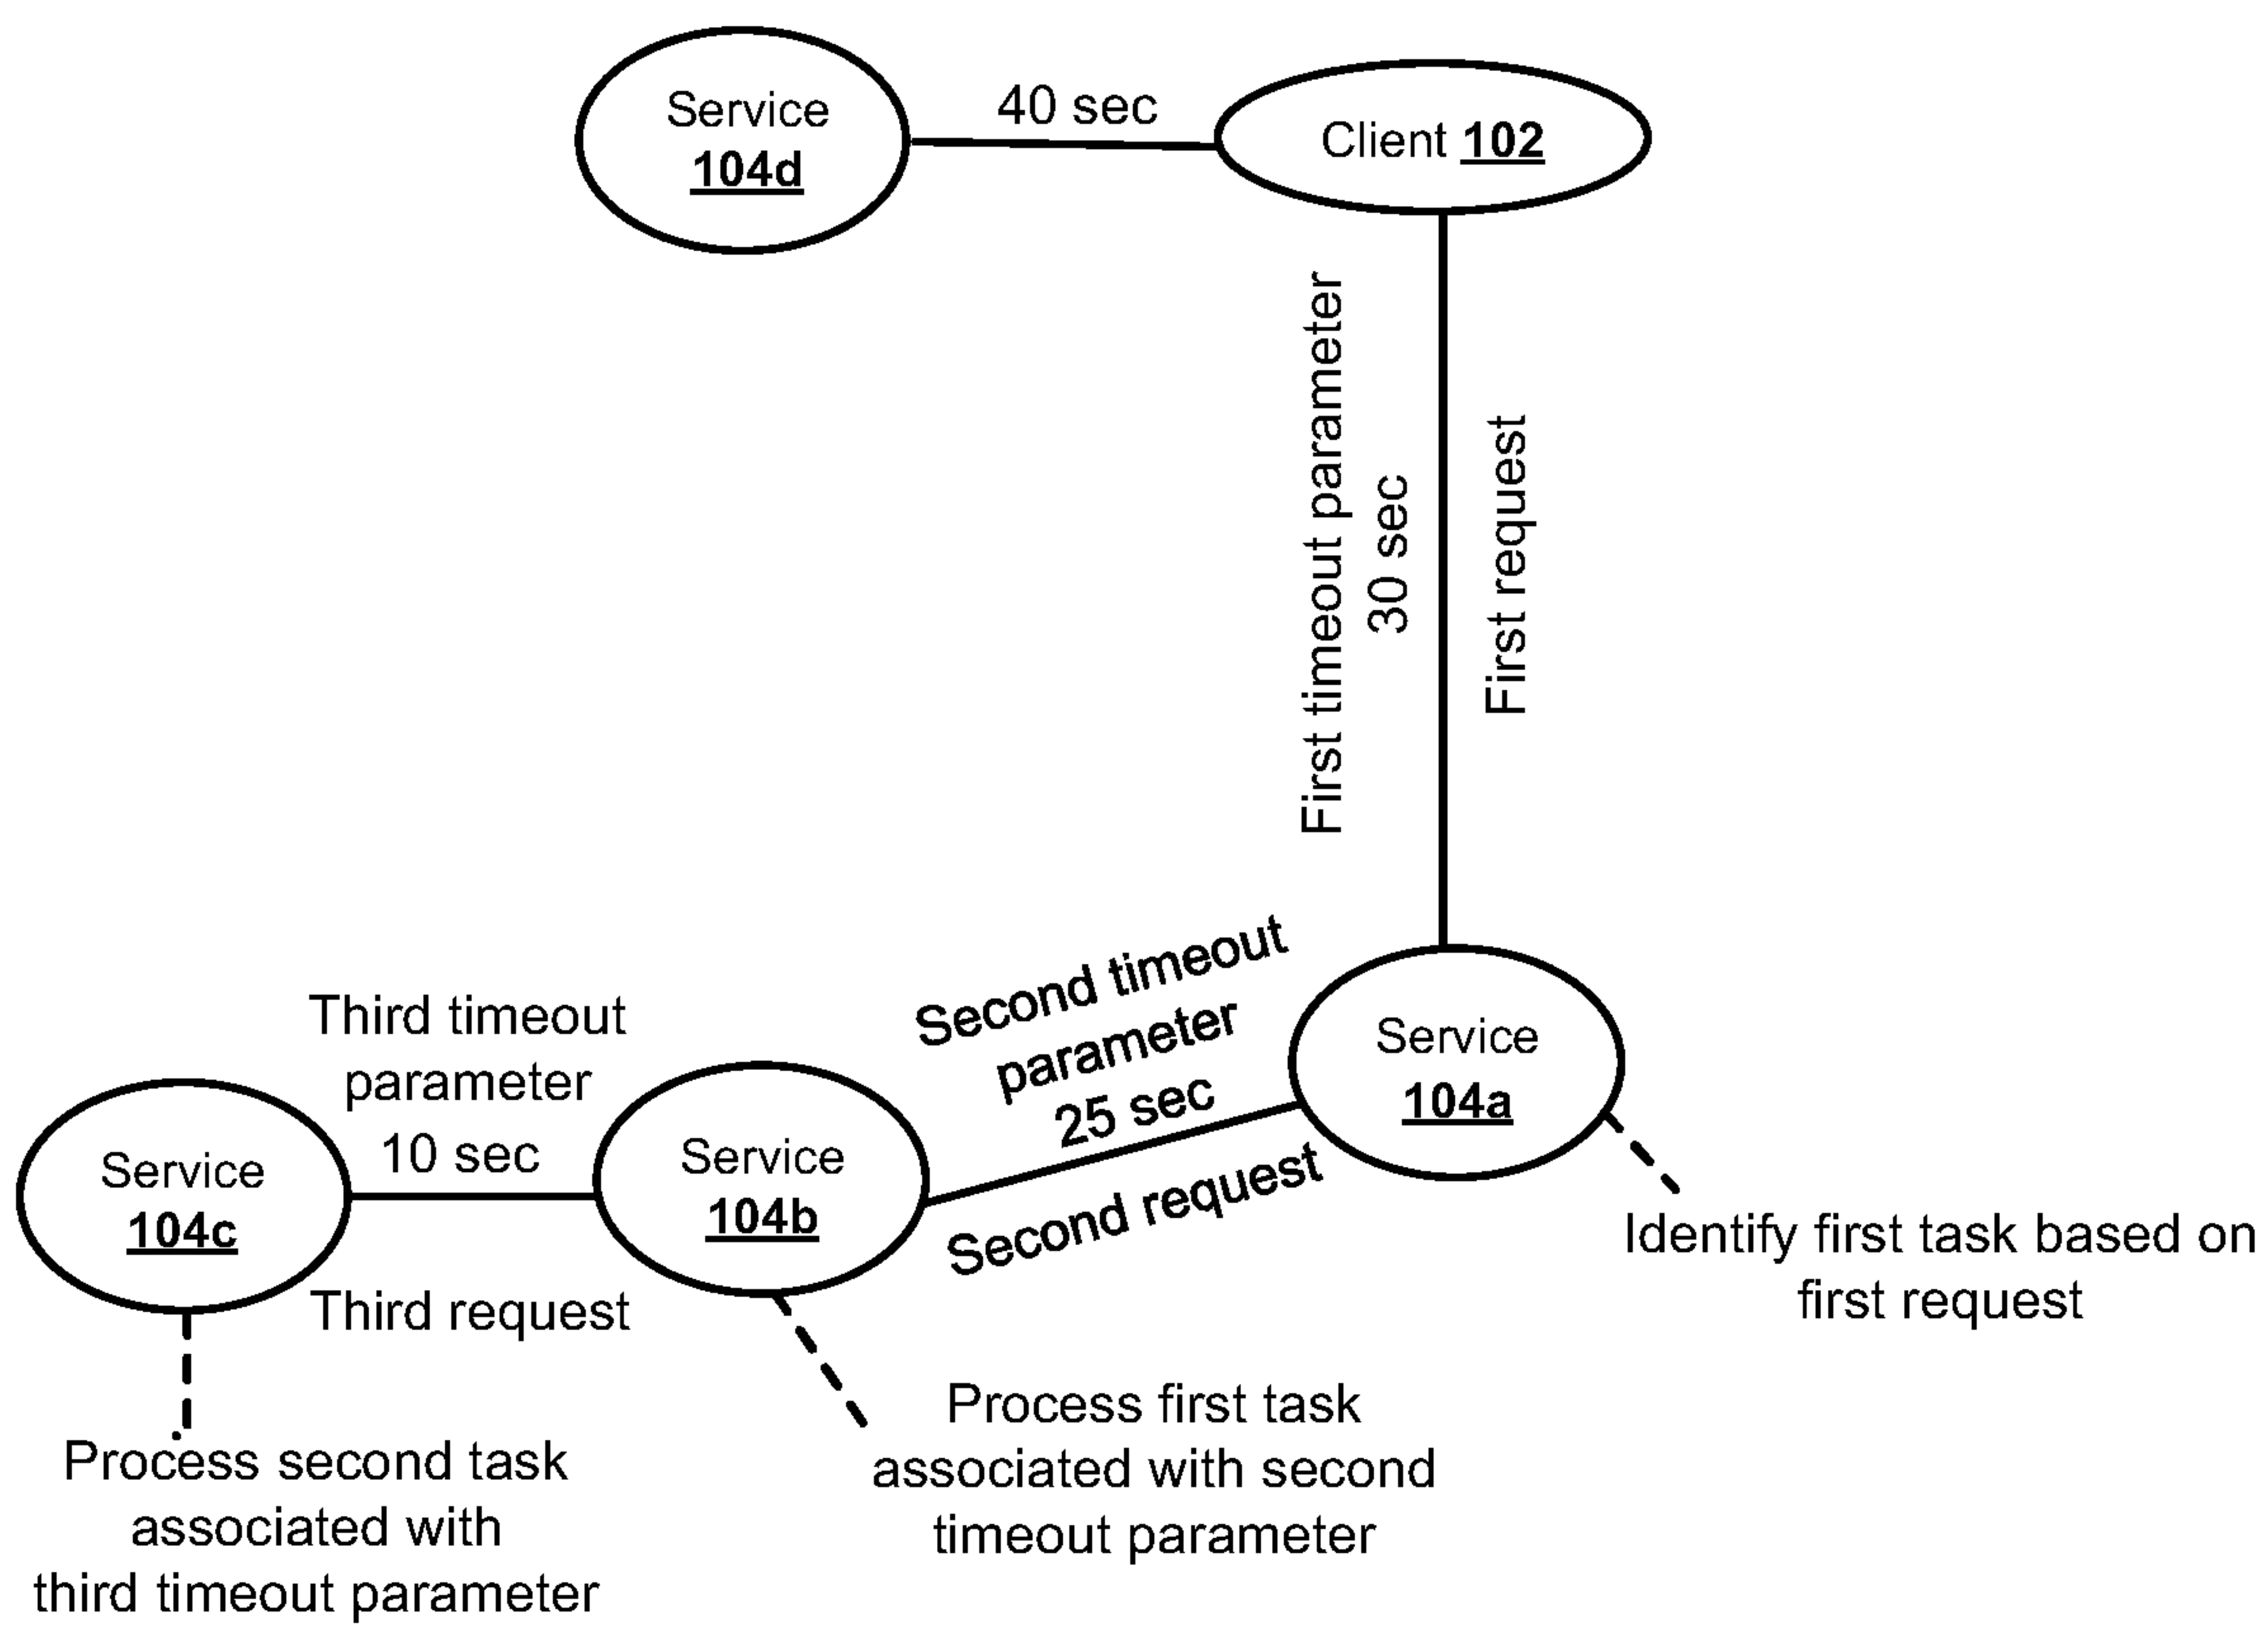 Service
104d
40 sec
Client 102
First timeout parameter
30 sec
First request
Second timeout
parameter
25 sec
Second request
Service
104a
Identify first task based on
first request
Third timeout
parameter
10 sec
Third request
Service
104b
Service
104c
Process first task
associated with second
timeout parameter
Process second task
associated with
third timeout parameter